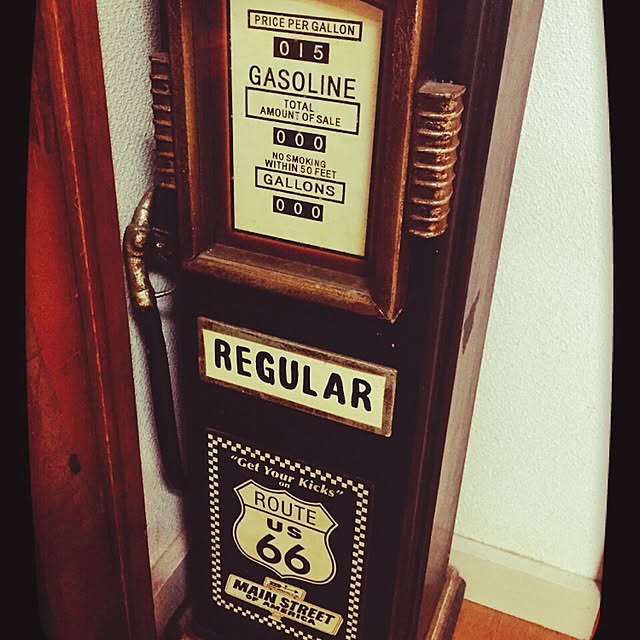 PRICE PER GALLON
015
GASOLINE
TOTAL
AMOUNT OF SALE
000
NO SMOKING
WITHIN 50 FEET
GALLONS
000
REGULAR
"Get Your Kicks"
on
ROUTE
US
66
MAIN STREET
OF AMERICA